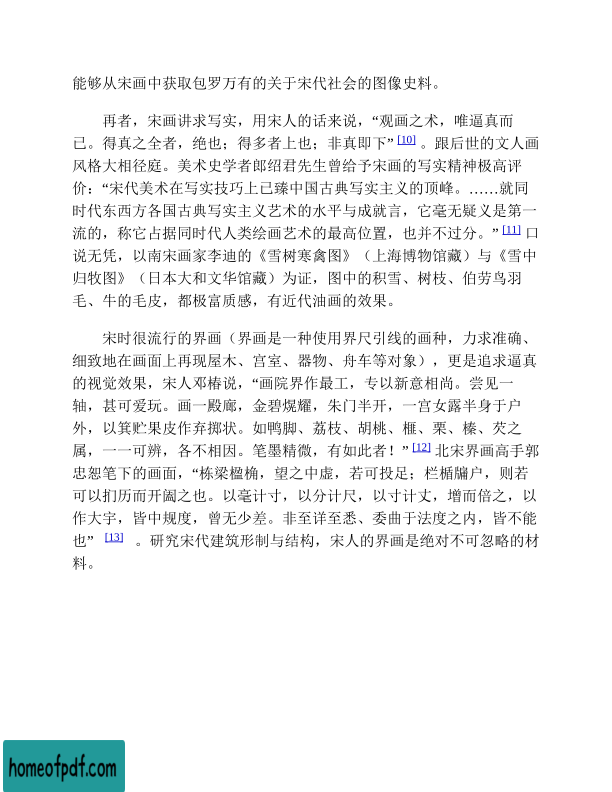 能够从宋画中获取包罗万有的关于宋代社会的图像史料。
再者，宋画讲求写实，用宋人的话来说，“观画之术，唯逼真而
已。得真之全者，绝也；得多者上也；非真即下” [10] 。跟后世的文人画
风格大相径庭。美术史学者郎绍君先生曾给予宋画的写实精神极高评
价：“宋代美术在写实技巧上已臻中国古典写实主义的顶峰。……就同
时代东西方各国古典写实主义艺术的水平与成就言，它毫无疑义是第一
流的，称它占据同时代人类绘画艺术的最高位置，也并不过分。” [11] 口
说无凭，以南宋画家李迪的《雪树寒禽图》（上海博物馆藏）与《雪中
归牧图》（日本大和文华馆藏）为证，图中的积雪、树枝、伯劳鸟羽
毛、牛的毛皮，都极富质感，有近代油画的效果。
宋时很流行的界画（界画是一种使用界尺引线的画种，力求准确、
细致地在画面上再现屋木、宫室、器物、舟车等对象），更是追求逼真
的视觉效果，宋人邓椿说，“画院界作最工，专以新意相尚。尝见一
轴，甚可爱玩。画一殿廊，金碧熀耀，朱门半开，一宫女露半身于户
外，以箕贮果皮作弃掷状。如鸭脚、荔枝、胡桃、榧、栗、榛、芡之
属，一一可辨，各不相因。笔墨精微，有如此者！” [12] 北宋界画高手郭
忠恕笔下的画面，“栋梁楹桷，望之中虚，若可投足；栏楯牖户，则若
可以扪历而开阖之也。以毫计寸，以分计尺，以寸计丈，增而倍之，以
作大宇，皆中规度，曾无少差。非至详至悉、委曲于法度之内，皆不能
也” [13] 。研究宋代建筑形制与结构，宋人的界画是绝对不可忽略的材
料。
homeofpdf.com